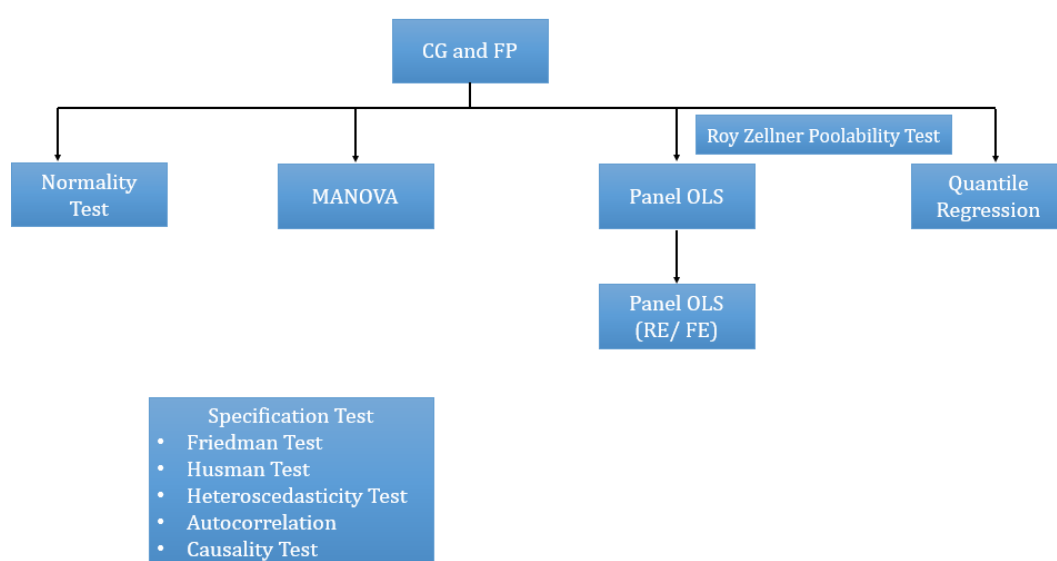 CG and FP
Roy Zellner Poolability Test
Normality
Test
MANOVA
Panel OLS
Quantile
Regression
Panel OLS
(RE/ FE)
Specification Test
• Friedman Test
• Husman Test
• Heteroscedasticity Test
• Autocorrelation
• Causality Test